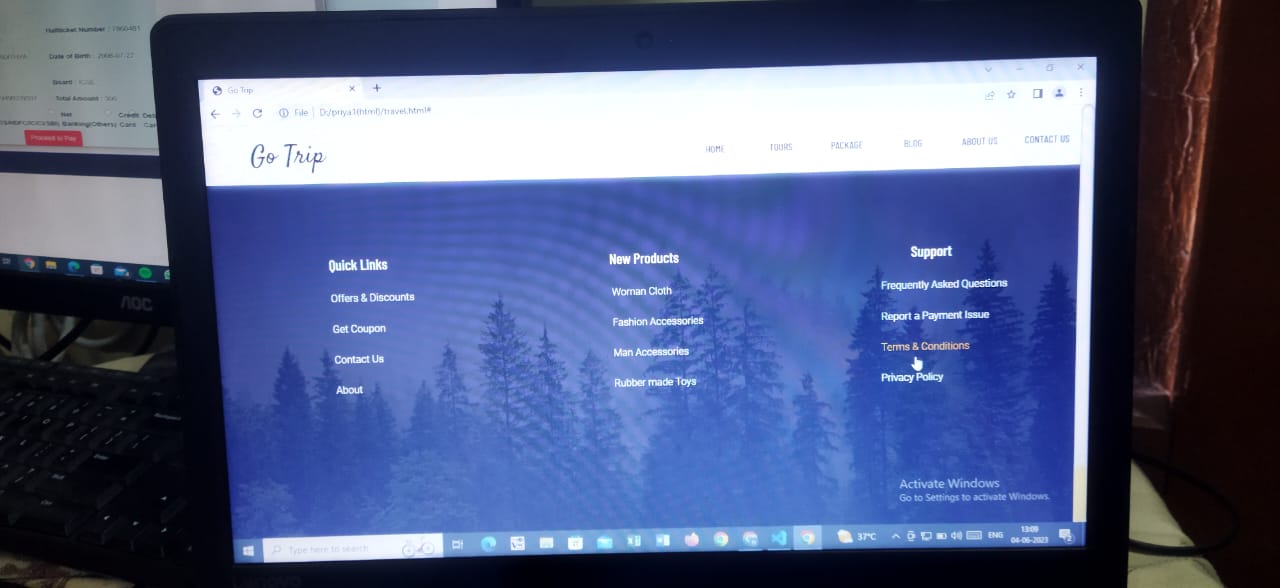 Hallticket Number : 7860481
Date of Birth : 2006-07-27
Board :
Total Amount :
Net
Credit
Banking(Others) Card
Proceed to Pay
AOC
Go Trip
File D:/priya1(html)/travel.html#
Go Trip
HOME TOURS PACKAGE BLOG ABOUT US CONTACT US
Quick Links
Offers & Discounts
Get Coupon
Contact Us
About
New Products
Woman Cloth
Fashion Accessories
Man Accessories
Rubber made Toys
Support
Frequently Asked Questions
Report a Payment Issue
Terms & Conditions
Privacy Policy
Activate Windows
Go to Settings to activate Windows.
Type here to search
37°C
ENG
13:09
04-06-2023
Lenovo